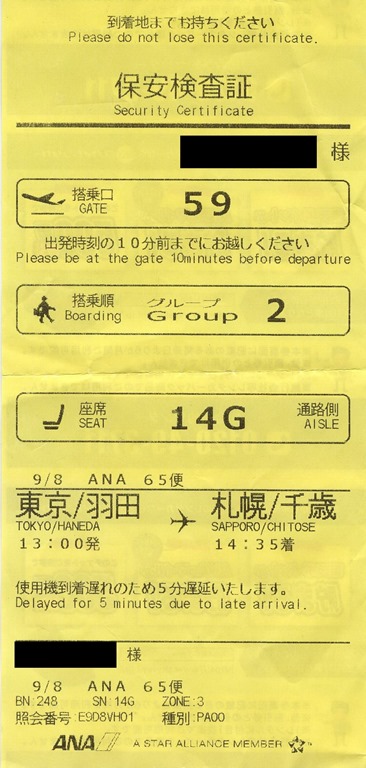 到着地までお持ちください
Please do not lose this certificate.
保安検査証
Security Certificate
様
搭乗口 59
GATE
出発時刻の10分前までにお越しください
Please be at the gate 10minutes before departure
搭乗順 グループ 2
Boarding Group
座席 14G 通路側
SEAT AISLE
9/8 ANA 65便
東京/羽田 札幌/千歳
TOKYO/HANEDA SAPPORO/CHITOSE
13:00発 14:35着
使用機到着遅れのため5分遅延いたします。
Delayed for 5 minutes due to late arrival.
様
9/8 ANA 65便
BN:248 SN:14G ZONE:3
照会番号:E9D8VH01 種別:PA00
ANA A STAR ALLIANCE MEMBER